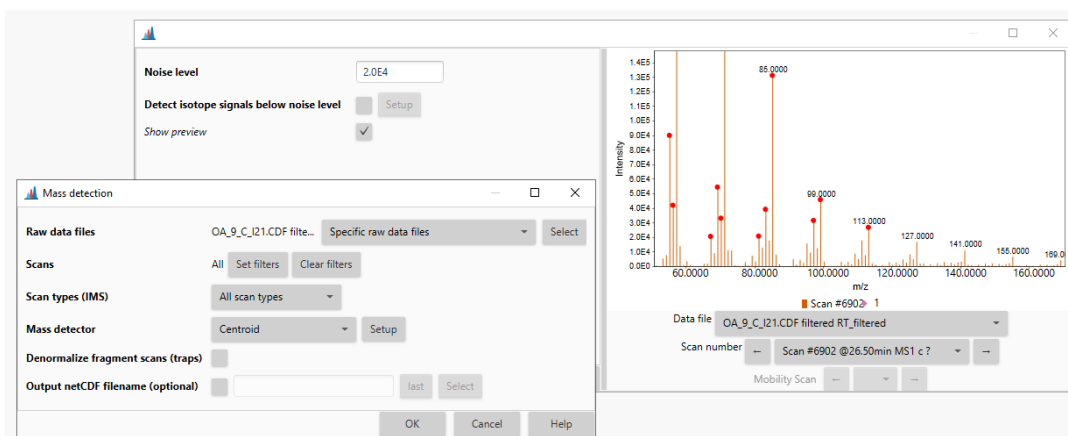 Noise level 2.0E4
Detect isotope signals below noise level Setup
Show preview
1.4E5
1.3E5
1.2E5
1.1E5
1.0E5
9.0E4
8.0E4
7.0E4
6.0E4
5.0E4
4.0E4
3.0E4
2.0E4
1.0E4
0.0E0
Intensity
85.0000
99.0000
113.0000
127.0000
141.0000
155.0000
169.0
60.0000 80.0000 100.0000 120.0000 140.0000 160.0000
m/z
Scan #6902 1
Data file OA_9_C_I21.CDF filtered RT_filtered
Scan number ← Scan #6902 @26.50min MS1 c ? →
Mobility Scan ← →
Mass detection
Raw data files OA_9_C_I21.CDF filte... Specific raw data files Select
Scans All Set filters Clear filters
Scan types (IMS) All scan types
Mass detector Centroid Setup
Denormalize fragment scans (traps)
Output netCDF filename (optional) last Select
OK Cancel Help